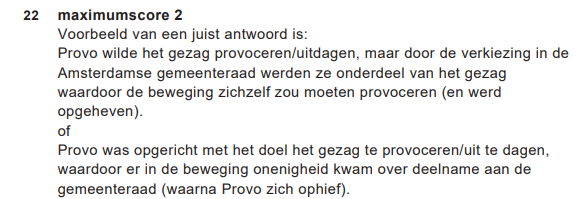 22 maximumscore 2
Voorbeeld van een juist antwoord is:
Provo wilde het gezag provoceren/uitdagen, maar door de verkiezing in de
Amsterdamse gemeenteraad werden ze onderdeel van het gezag
waardoor de beweging zichzelf zou moeten provoceren (en werd
opgeheven).
of
Provo was opgericht met het doel het gezag te provoceren/uit te dagen,
waardoor er in de beweging onenigheid kwam over deelname aan de
gemeenteraad (waarna Provo zich ophief).